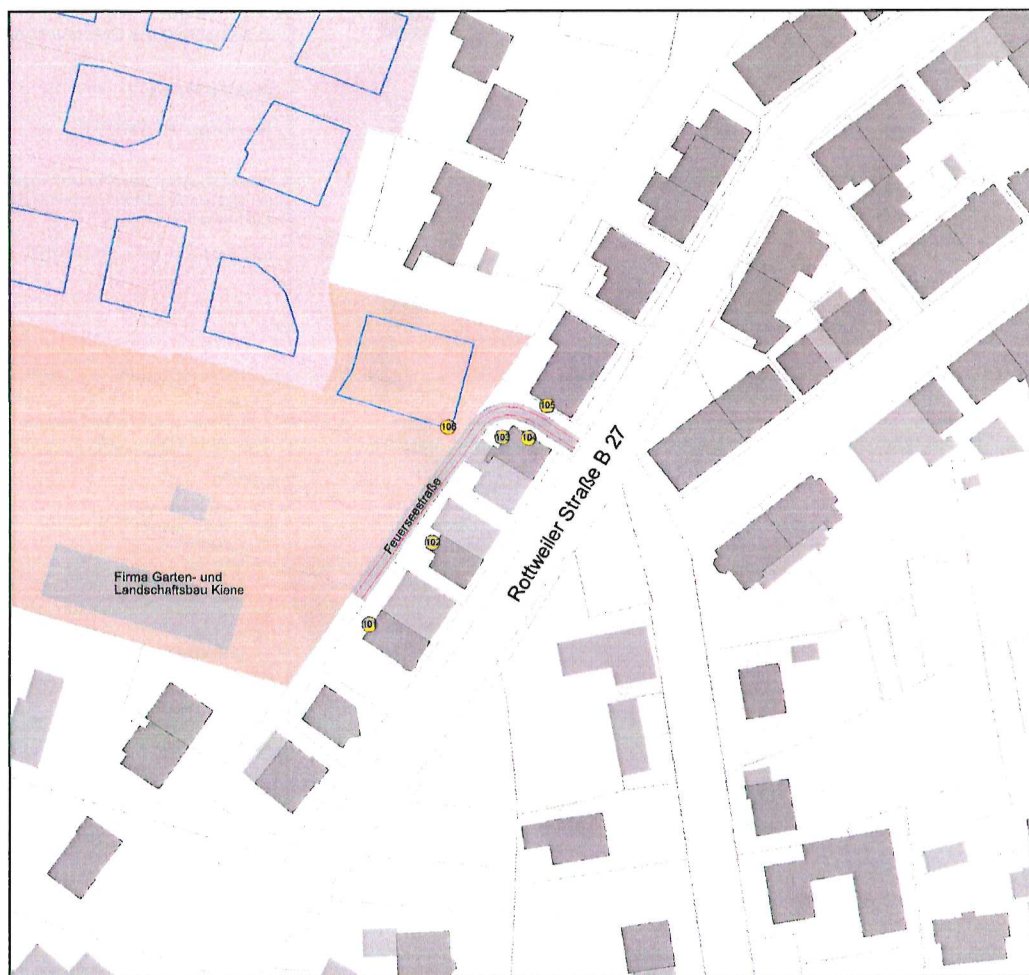 105
106
103
104
Feuerseestraße
Rottweiler Straße B 27
102
Firma Garten- und
Landschaftsbau Kiene
101